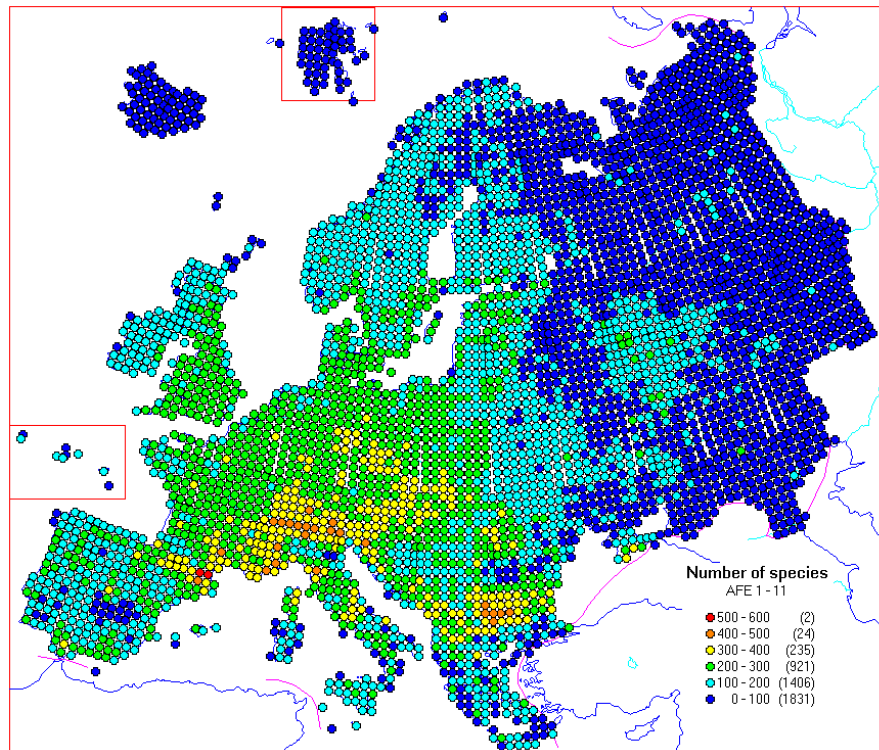 Number of species
AFE 1 - 11
500 - 600 (2)
400 - 500 (24)
300 - 400 (235)
200 - 300 (921)
100 - 200 (1406)
0 - 100 (1831)